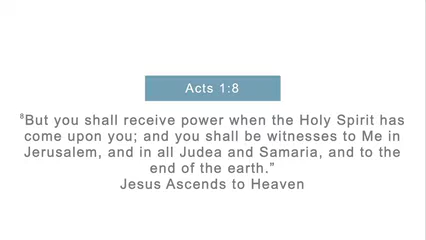 Acts 1:8
8But you shall receive power when the Holy Spirit has
come upon you; and you shall be witnesses to Me in
Jerusalem, and in all Judea and Samaria, and to the
end of the earth."
Jesus Ascends to Heaven